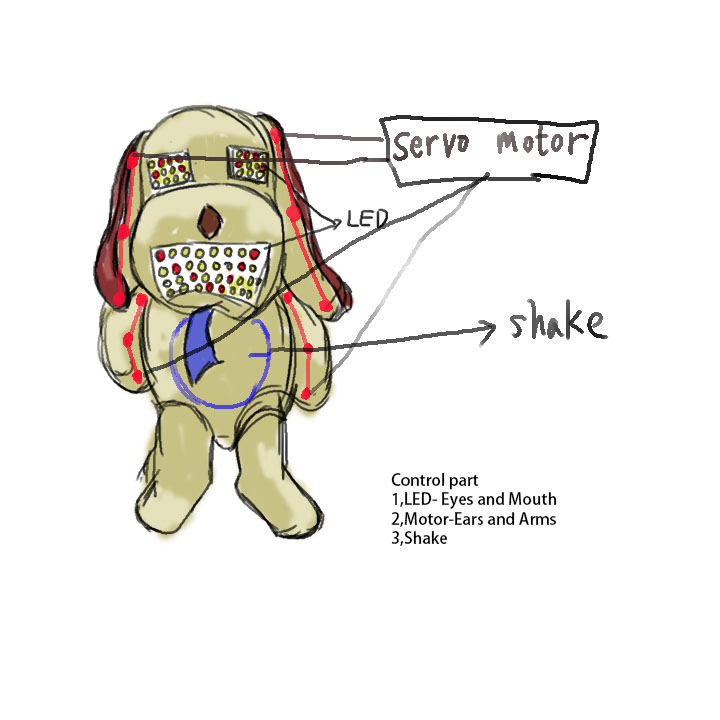 servo motor
LED
shake
Control part
1,LED- Eyes and Mouth
2,Motor-Ears and Arms
3,Shake